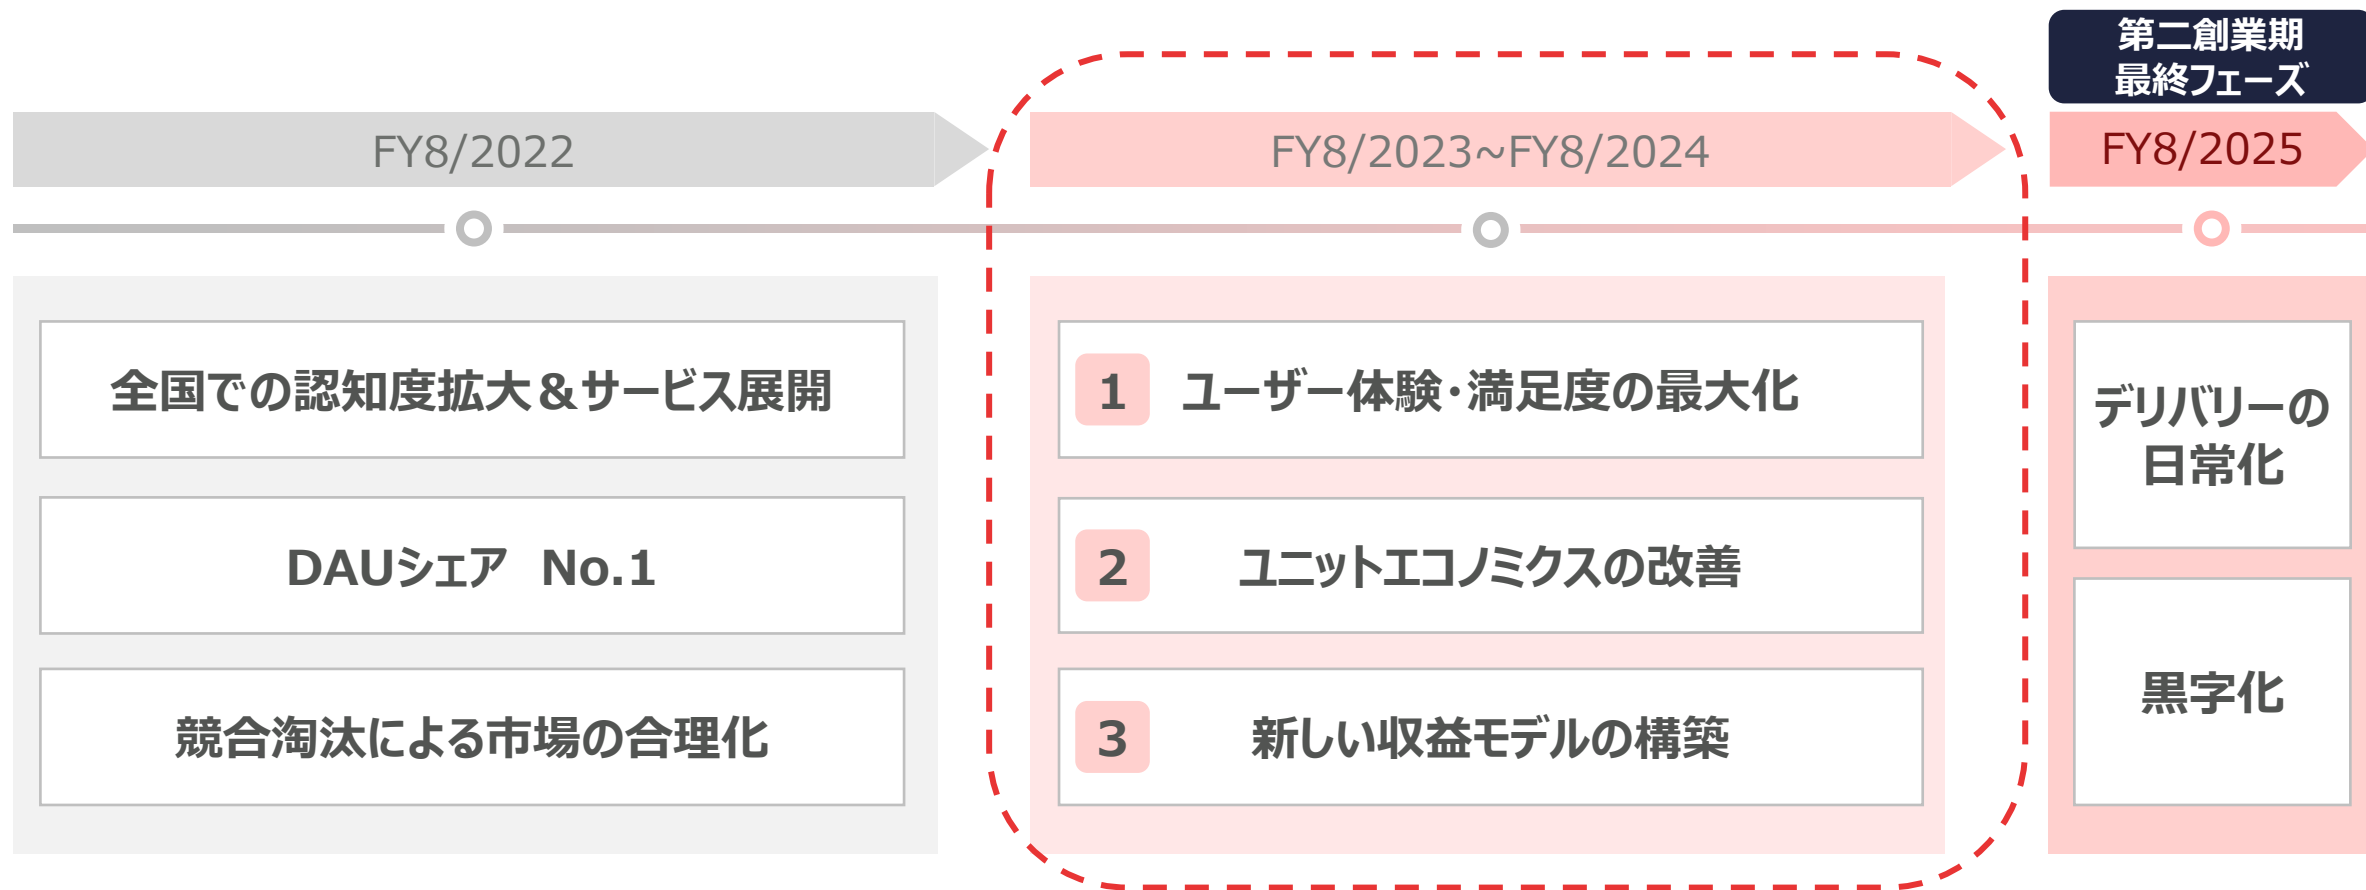 第二創業期
最終フェーズ
FY8/2022
FY8/2023~FY8/2024
FY8/2025
全国での認知度拡大＆サービス展開
DAUシェア　No.1
競合淘汰による市場の合理化
1 ユーザー体験・満足度の最大化
2 ユニットエコノミクスの改善
3 新しい収益モデルの構築
デリバリーの
日常化
黒字化